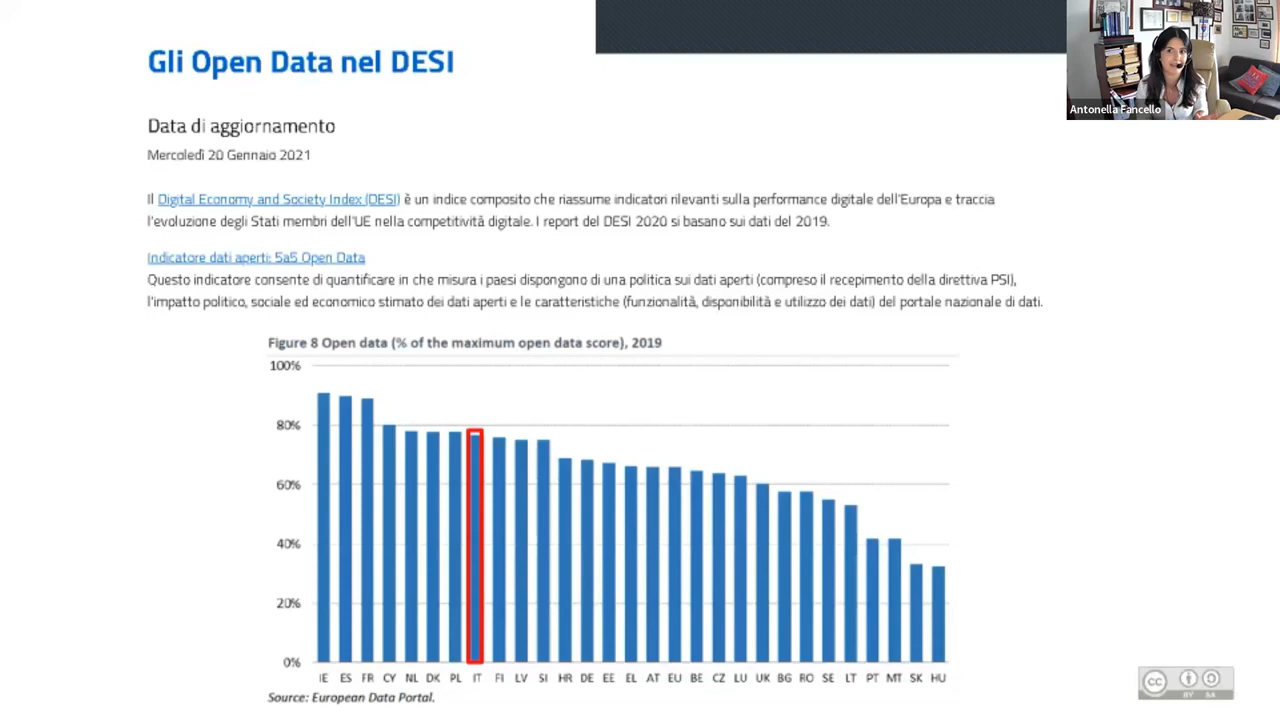 Gli Open Data nel DESI
Antonella Fancello
Data di aggiornamento
Mercoledì 20 Gennaio 2021
Il Digital Economy and Society Index (DESI) è un indice composito che riassume indicatori rilevanti sulla performance digitale dell'Europa e traccia
l'evoluzione degli Stati membri dell'UE nella competitività digitale. I report del DESI 2020 si basano sui dati del 2019.
Indicatore dati aperti: 5a5 Open Data
Questo indicatore consente di quantificare in che misura i paesi dispongono di una politica sui dati aperti (compreso il recepimento della direttiva PSI),
l'impatto politico, sociale ed economico stimato dei dati aperti e le caratteristiche (funzionalità, disponibilità e utilizzo dei dati) del portale nazionale di dati.
Figure 8 Open data (% of the maximum open data score), 2019
100%
80%
60%
40%
20%
0%
IE ES FR CY NL DK PL IT FI LV SI HR DE EE EL AT EU BE CZ LU UK BG RO SE LT PT MT SK HU
Source: European Data Portal.
CC BY SA